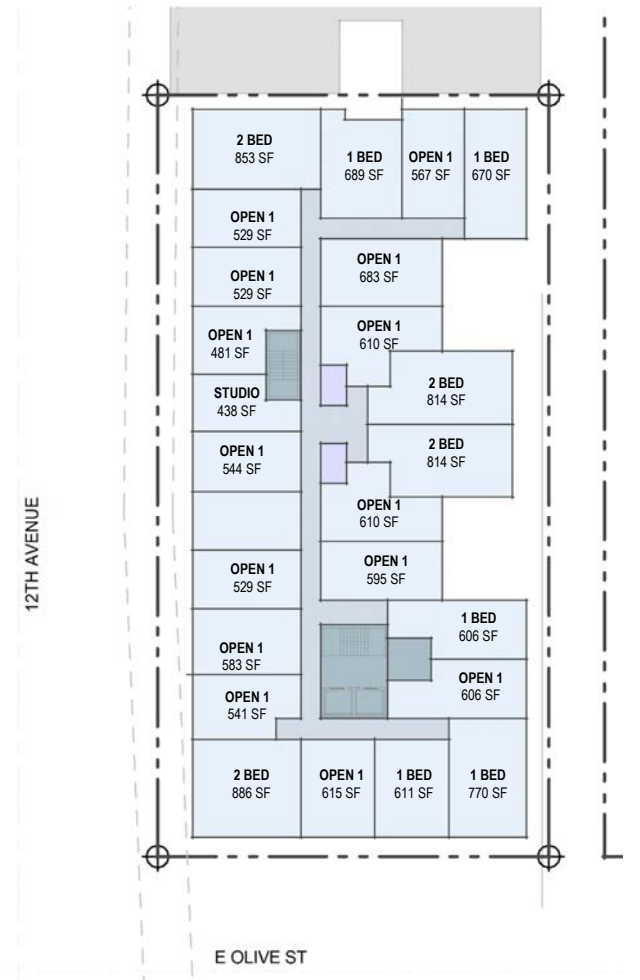 2 BED
853 SF
1 BED
689 SF
OPEN 1
567 SF
1 BED
670 SF
OPEN 1
529 SF
OPEN 1
683 SF
OPEN 1
529 SF
OPEN 1
610 SF
OPEN 1
481 SF
2 BED
814 SF
STUDIO
438 SF
2 BED
814 SF
OPEN 1
544 SF
OPEN 1
610 SF
OPEN 1
529 SF
OPEN 1
595 SF
1 BED
606 SF
OPEN 1
583 SF
OPEN 1
606 SF
OPEN 1
541 SF
2 BED
886 SF
OPEN 1
615 SF
1 BED
611 SF
1 BED
770 SF
12TH AVENUE
E OLIVE ST